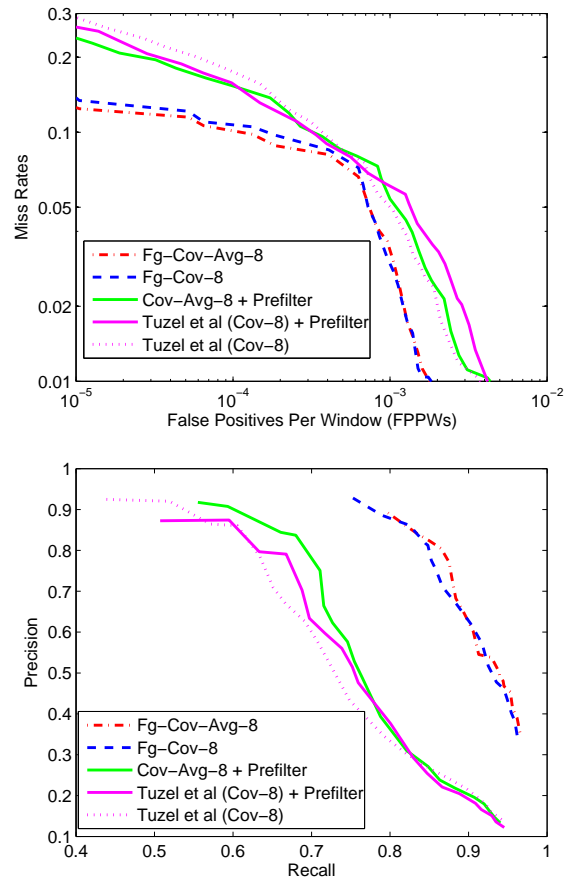 0.3
0.2
0.1
0.05
0.02
0.01
Miss Rates
Fg−Cov−Avg−8
Fg−Cov−8
Cov−Avg−8 + Prefilter
Tuzel et al (Cov−8) + Prefilter
Tuzel et al (Cov−8)
10⁻⁵ 10⁻⁴ 10⁻³ 10⁻²
False Positives Per Window (FPPWs)
1
0.9
0.8
0.7
0.6
0.5
0.4
0.3
0.2
0.1
Precision
Fg−Cov−Avg−8
Fg−Cov−8
Cov−Avg−8 + Prefilter
Tuzel et al (Cov−8) + Prefilter
Tuzel et al (Cov−8)
0.4 0.5 0.6 0.7 0.8 0.9 1
Recall